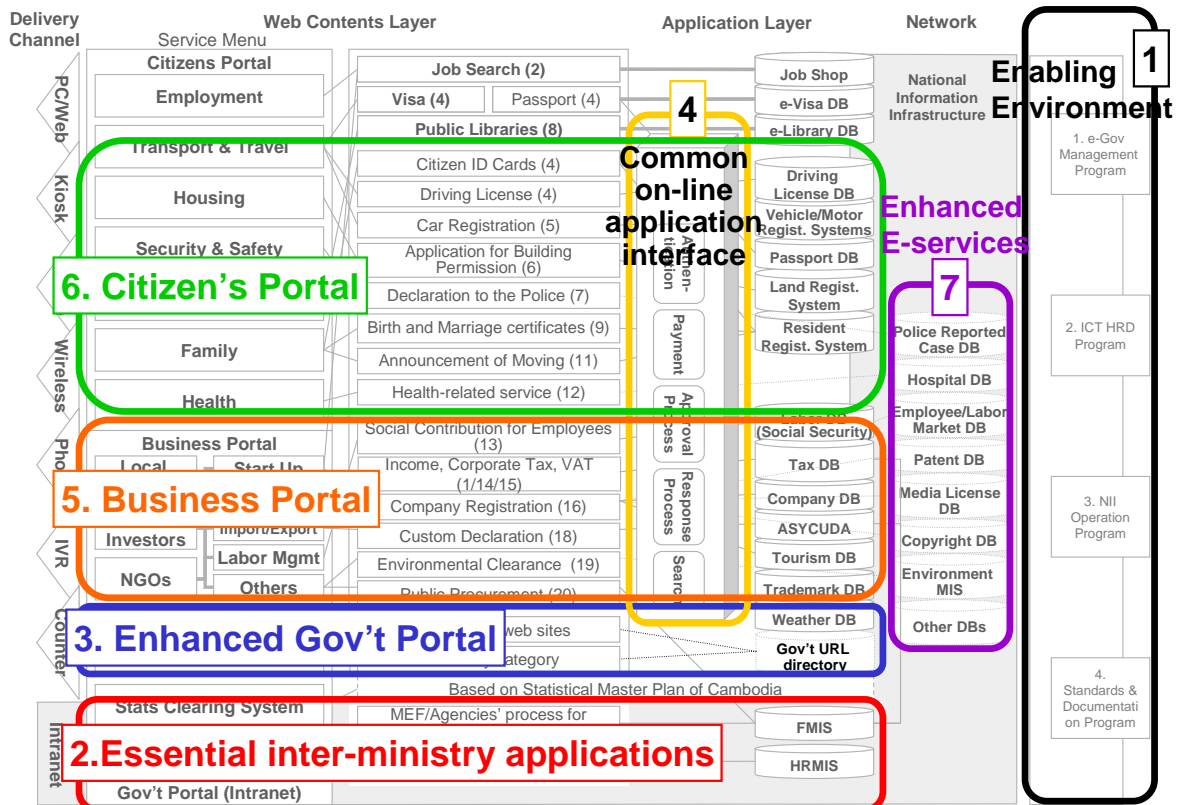 Delivery
Channel
Web Contents Layer
Application Layer
Network
Service Menu
PC/Web
Kiosk
Wireless
IVR
Counter
Intranet
Citizens Portal
Employment
Transport & Travel
Housing
Security & Safety
6. Citizen's Portal
Family
Health
Business Portal
Local
Start Up
5. Business Portal
Import/Export
Investors
Labor Mgmt
NGOs
Others
3. Enhanced Gov't Portal
Stats Clearing System
2.Essential inter-ministry applications
Gov't Portal (Intranet)
Job Search (2)
Visa (4)
Passport (4)
Public Libraries (8)
Citizen ID Cards (4)
Driving License (4)
Car Registration (5)
Application for Building
Permission (6)
Declaration to the Police (7)
Birth and Marriage certificates (9)
Announcement of Moving (11)
Health-related service (12)
Social Contribution for Employees
(13)
Income, Corporate Tax, VAT
(1/14/15)
Company Registration (16)
Custom Declaration (18)
Environmental Clearance (19)
Public Procurement (20)
web sites
Based on Statistical Master Plan of Cambodia
MEF/Agencies' process for
4
Common
on-line
application
interface
Authen-
tication
Payment
Approval
Process
Response
Process
Search
Job Shop
e-Visa DB
e-Library DB
Driving
License DB
Vehicle/Motor
Regist. Systems
Passport DB
Land Regist.
System
Resident
Regist. System
Labor DB
(Social Security)
Tax DB
Company DB
ASYCUDA
Tourism DB
Trademark DB
Weather DB
Gov't URL
directory
FMIS
HRMIS
National
Information
Infrastructure
Enhanced
E-services
7
Police Reported
Case DB
Hospital DB
Employee/Labor
Market DB
Patent DB
Media License
DB
Copyright DB
Environment
MIS
Other DBs
1
Enabling
Environment
1. e-Gov
Management
Program
2. ICT HRD
Program
3. NII
Operation
Program
4.
Standards &
Documentati
on Program